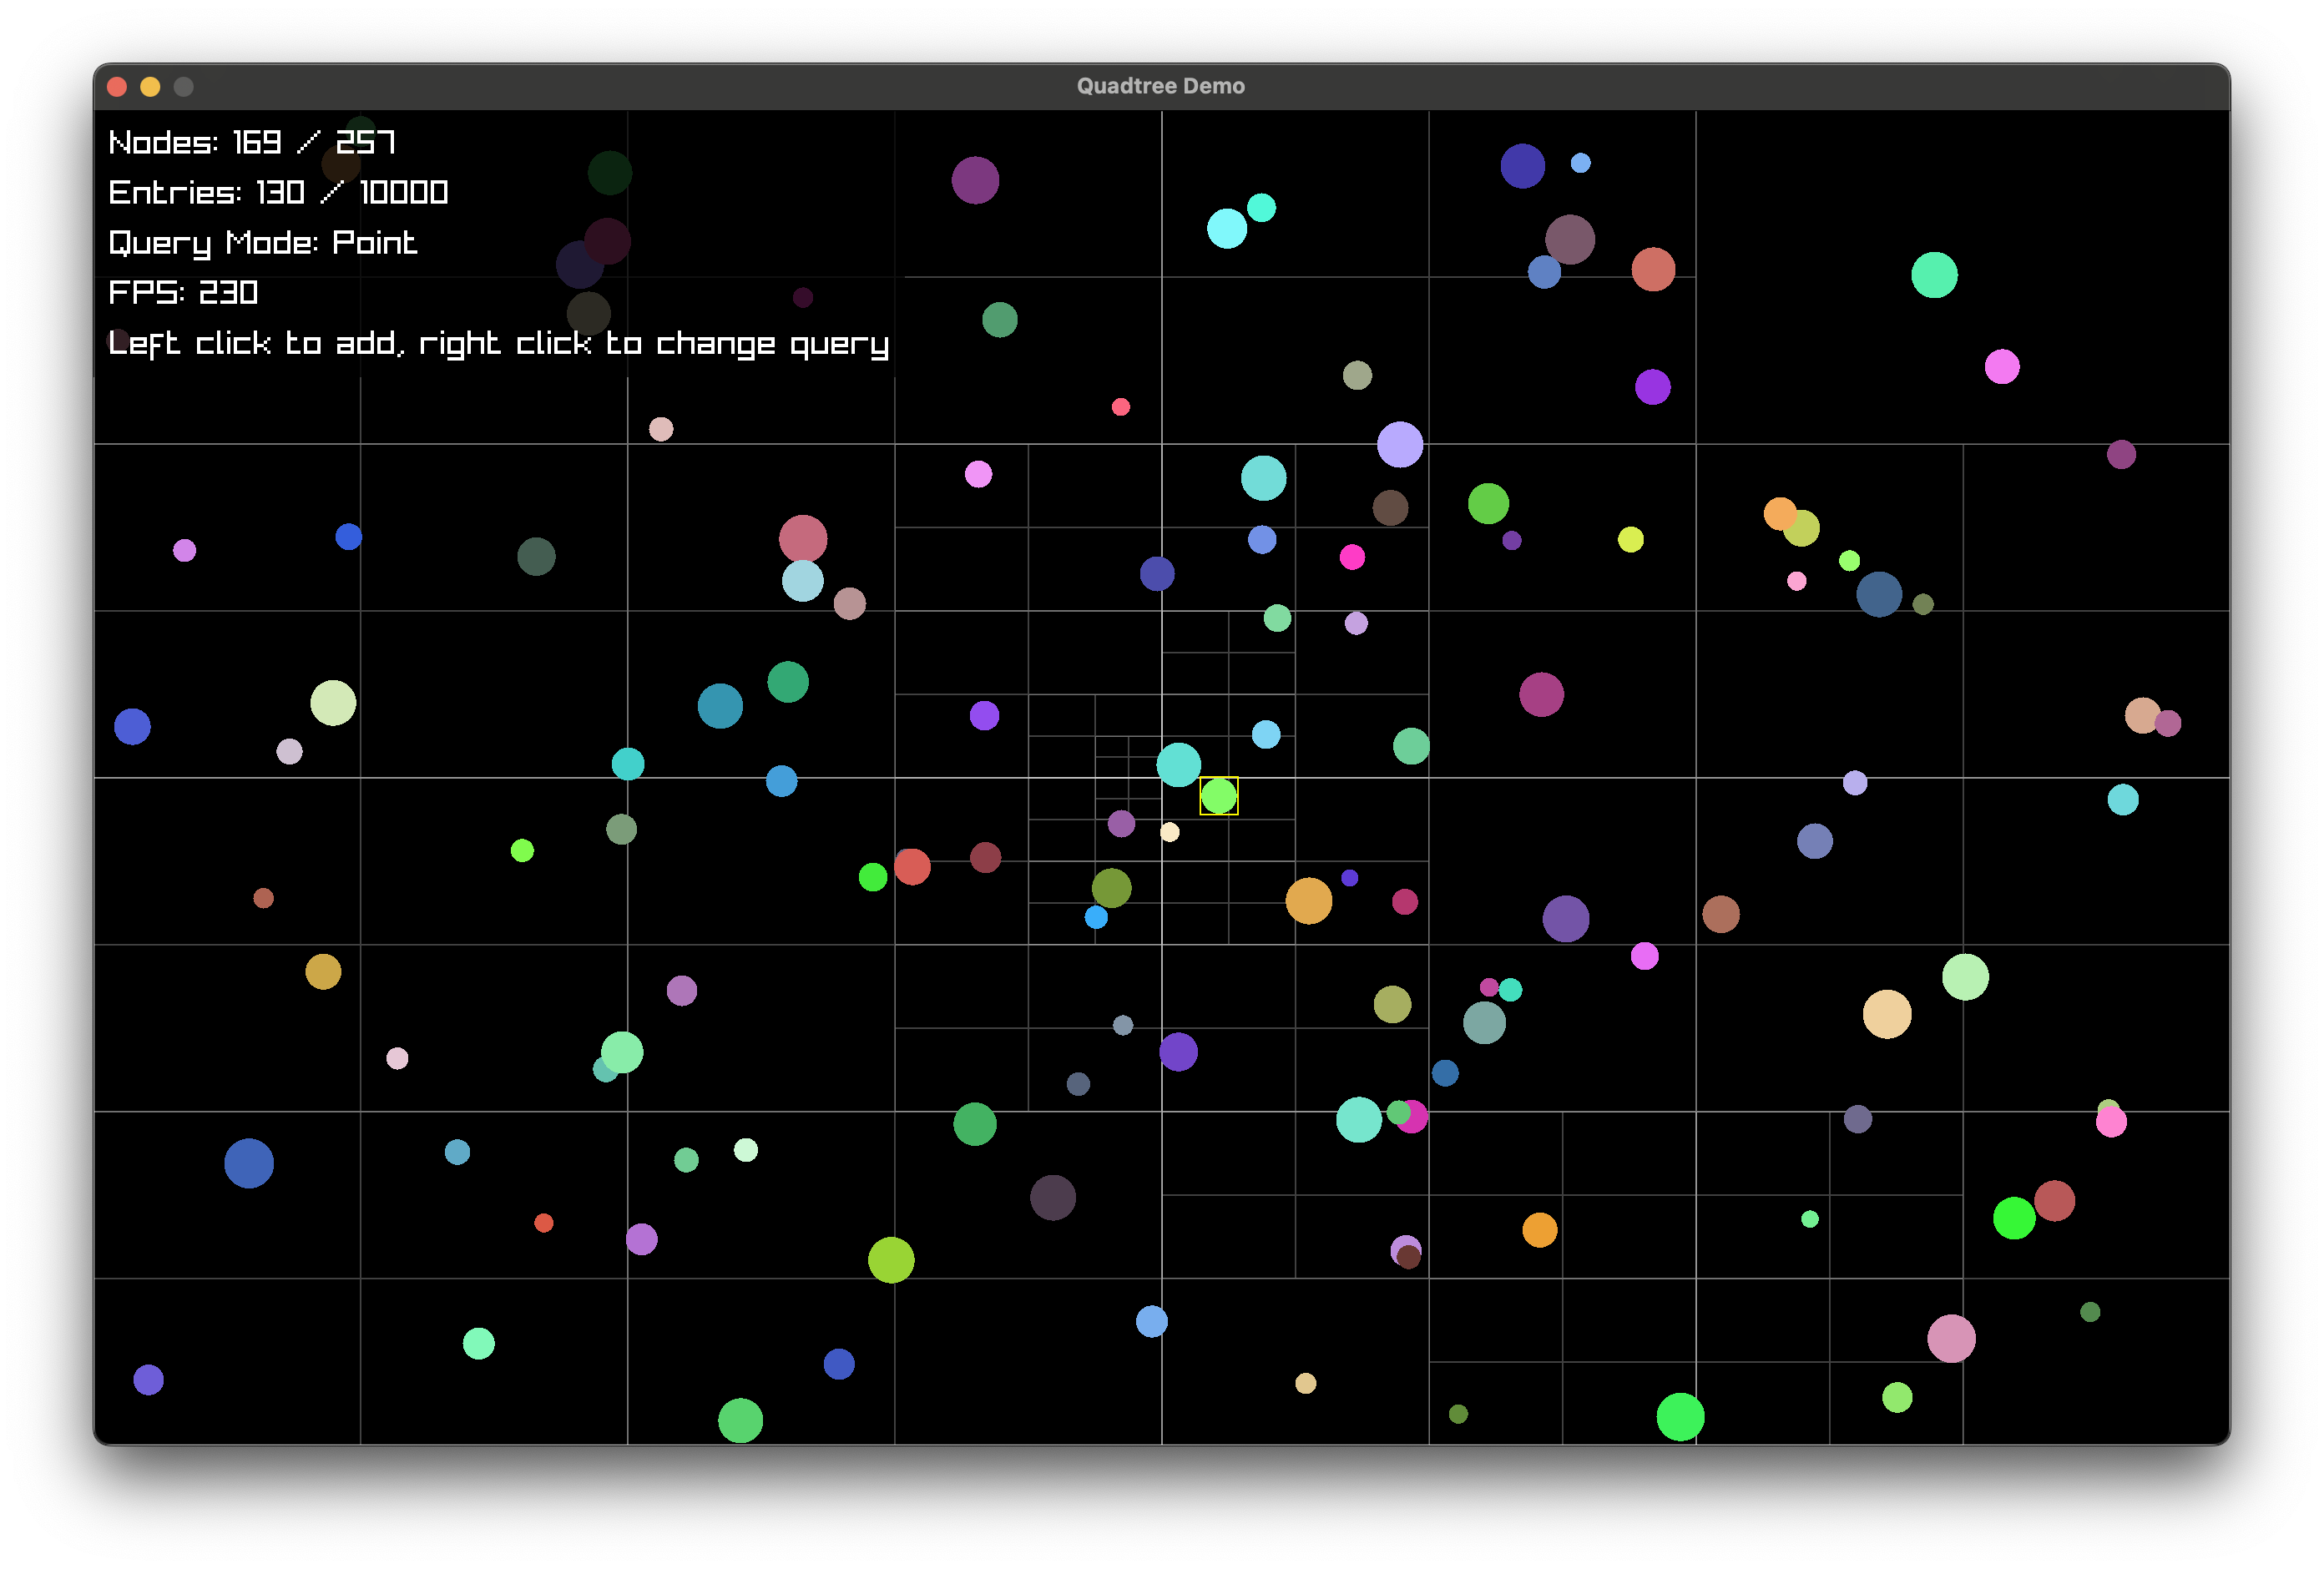 Quadtree Demo
Nodes: 169 / 257
Entries: 130 / 10000
Query Mode: Point
FPS: 230
Left click to add, right click to change query